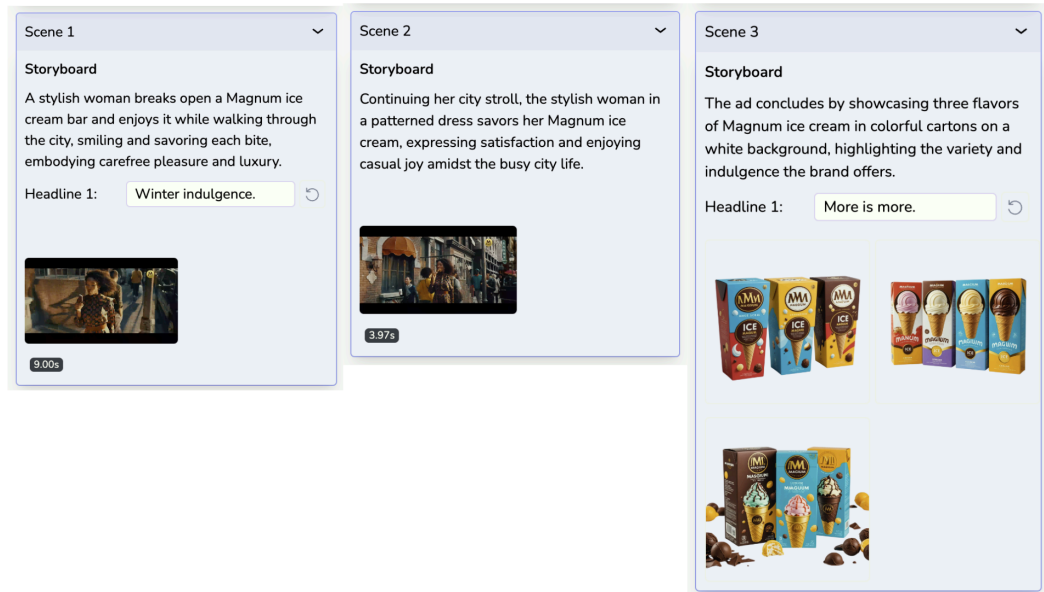 Scene 1
Storyboard
A stylish woman breaks open a Magnum ice
cream bar and enjoys it while walking through
the city, smiling and savoring each bite,
embodying carefree pleasure and luxury.
Headline 1:
Winter indulgence.
9.00s
Scene 2
Storyboard
Continuing her city stroll, the stylish woman in
a patterned dress savors her Magnum ice
cream, expressing satisfaction and enjoying
casual joy amidst the busy city life.
3.97s
Scene 3
Storyboard
The ad concludes by showcasing three flavors
of Magnum ice cream in colorful cartons on a
white background, highlighting the variety and
indulgence the brand offers.
Headline 1:
More is more.
ICE
ICE
ICE